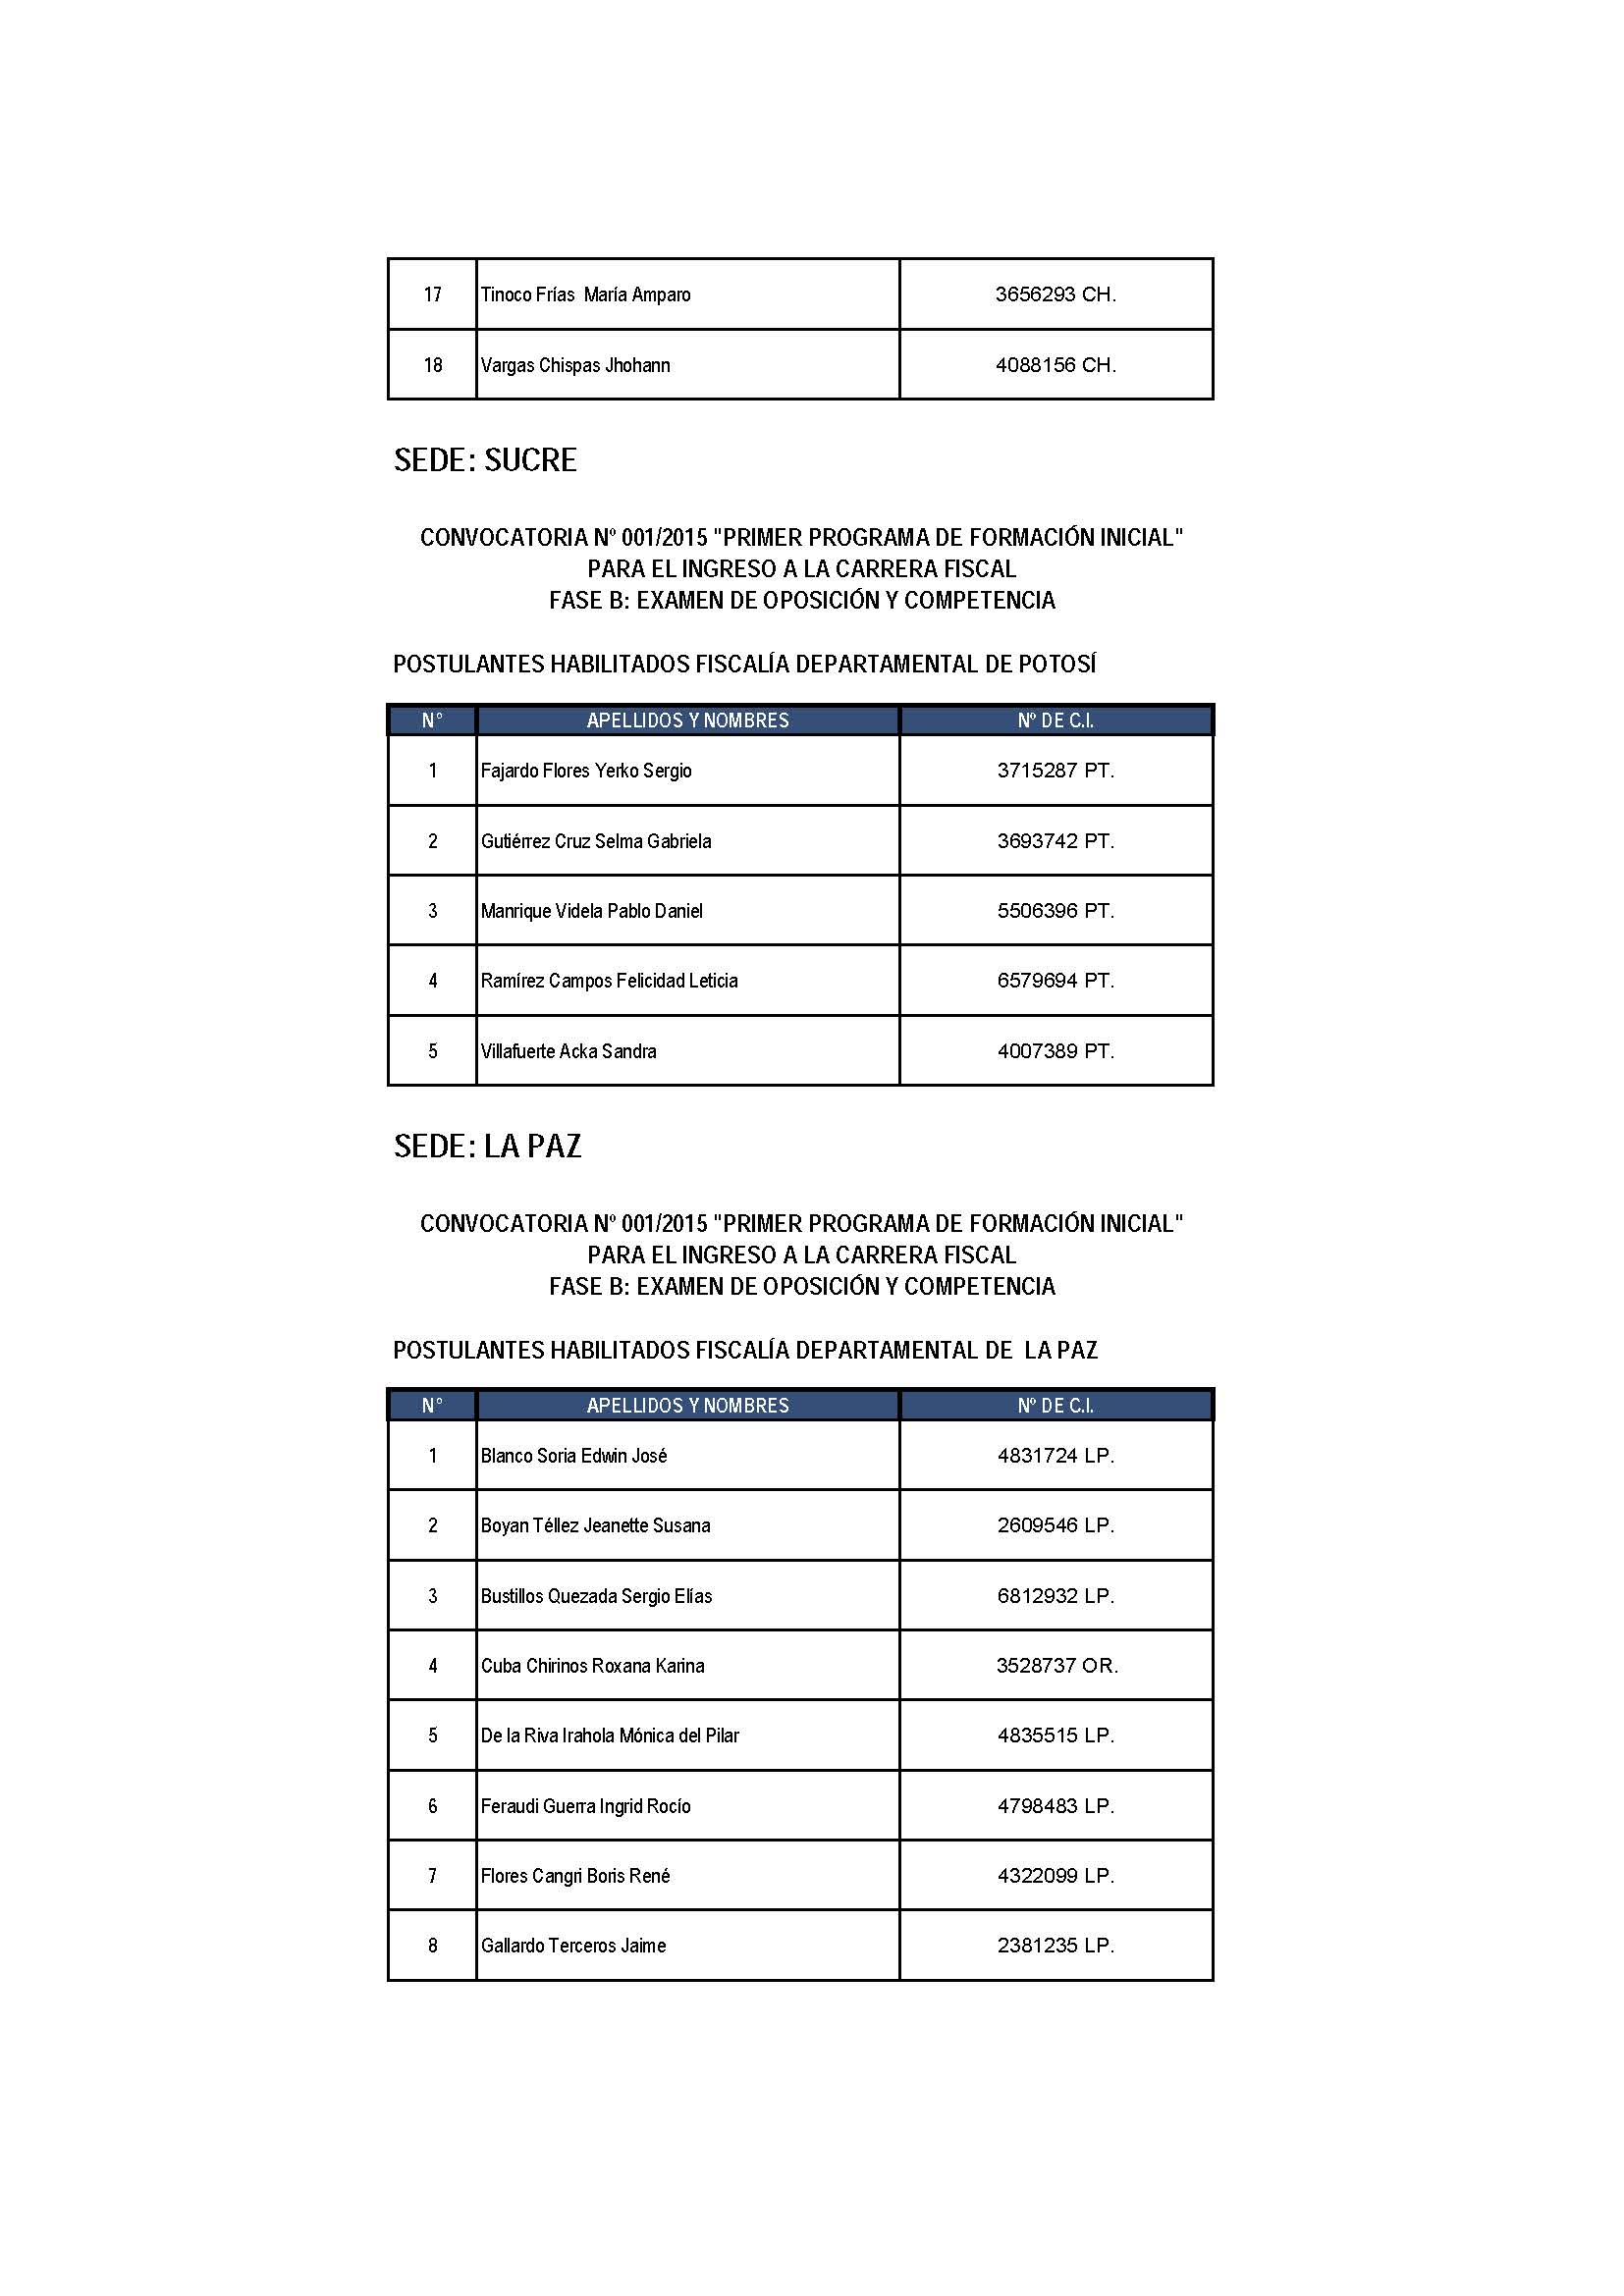 17 Tinoco Frías  María Amparo 3656293 CH.
18 Vargas Chispas Jhohann 4088156 CH.
SEDE: SUCRE
CONVOCATORIA Nº 001/2015 "PRIMER PROGRAMA DE FORMACIÓN INICIAL"
PARA EL INGRESO A LA CARRERA FISCAL
FASE B: EXAMEN DE OPOSICIÓN Y COMPETENCIA
POSTULANTES HABILITADOS FISCALÍA DEPARTAMENTAL DE POTOSÍ
N° APELLIDOS Y NOMBRES Nº DE C.I.
1 Fajardo Flores Yerko Sergio 3715287 PT.
2 Gutiérrez Cruz Selma Gabriela 3693742 PT.
3 Manrique Videla Pablo Daniel 5506396 PT.
4 Ramírez Campos Felicidad Leticia 6579694 PT.
5 Villafuerte Acka Sandra 4007389 PT.
SEDE: LA PAZ
CONVOCATORIA Nº 001/2015 "PRIMER PROGRAMA DE FORMACIÓN INICIAL"
PARA EL INGRESO A LA CARRERA FISCAL
FASE B: EXAMEN DE OPOSICIÓN Y COMPETENCIA
POSTULANTES HABILITADOS FISCALÍA DEPARTAMENTAL DE  LA PAZ
N° APELLIDOS Y NOMBRES Nº DE C.I.
1 Blanco Soria Edwin José 4831724 LP.
2 Boyan Téllez Jeanette Susana 2609546 LP.
3 Bustillos Quezada Sergio Elías 6812932 LP.
4 Cuba Chirinos Roxana Karina 3528737 OR.
5 De la Riva Irahola Mónica del Pilar 4835515 LP.
6 Feraudi Guerra Ingrid Rocío 4798483 LP.
7 Flores Cangri Boris René 4322099 LP.
8 Gallardo Terceros Jaime 2381235 LP.